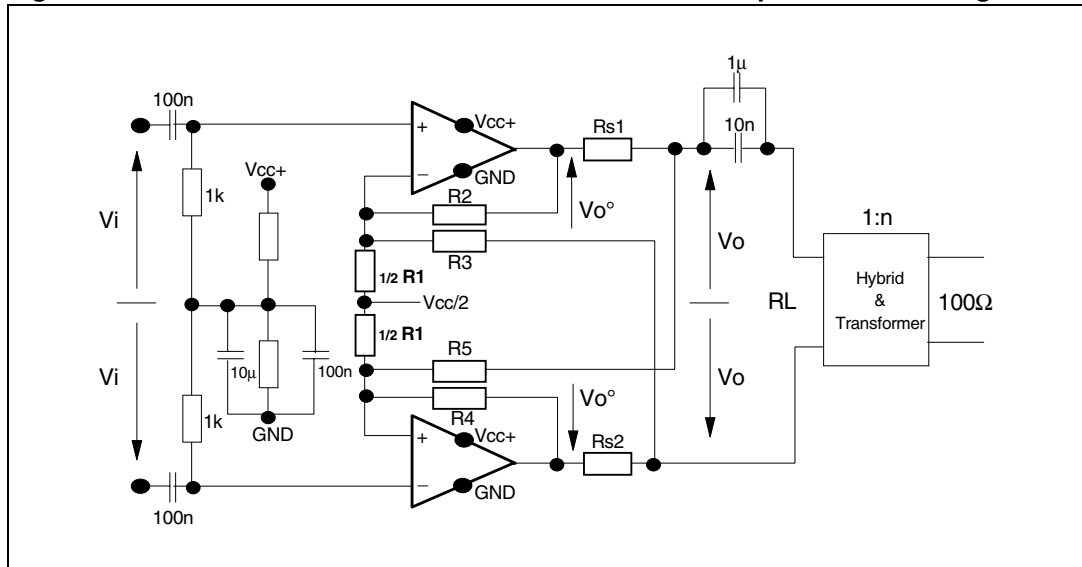 1µ
100n
10n
+
Vcc+
Rs1
Vcc+
GND
−
1k
R2
Vo°
Vi
1:n
R3
Vo
1/2 R1
Hybrid
&
Transformer
Vcc/2
RL
100Ω
1/2 R1
R5
Vi
10µ
100n
Vo°
Vo
R4
1k
GND
+
Vcc+
Rs2
−
GND
100n